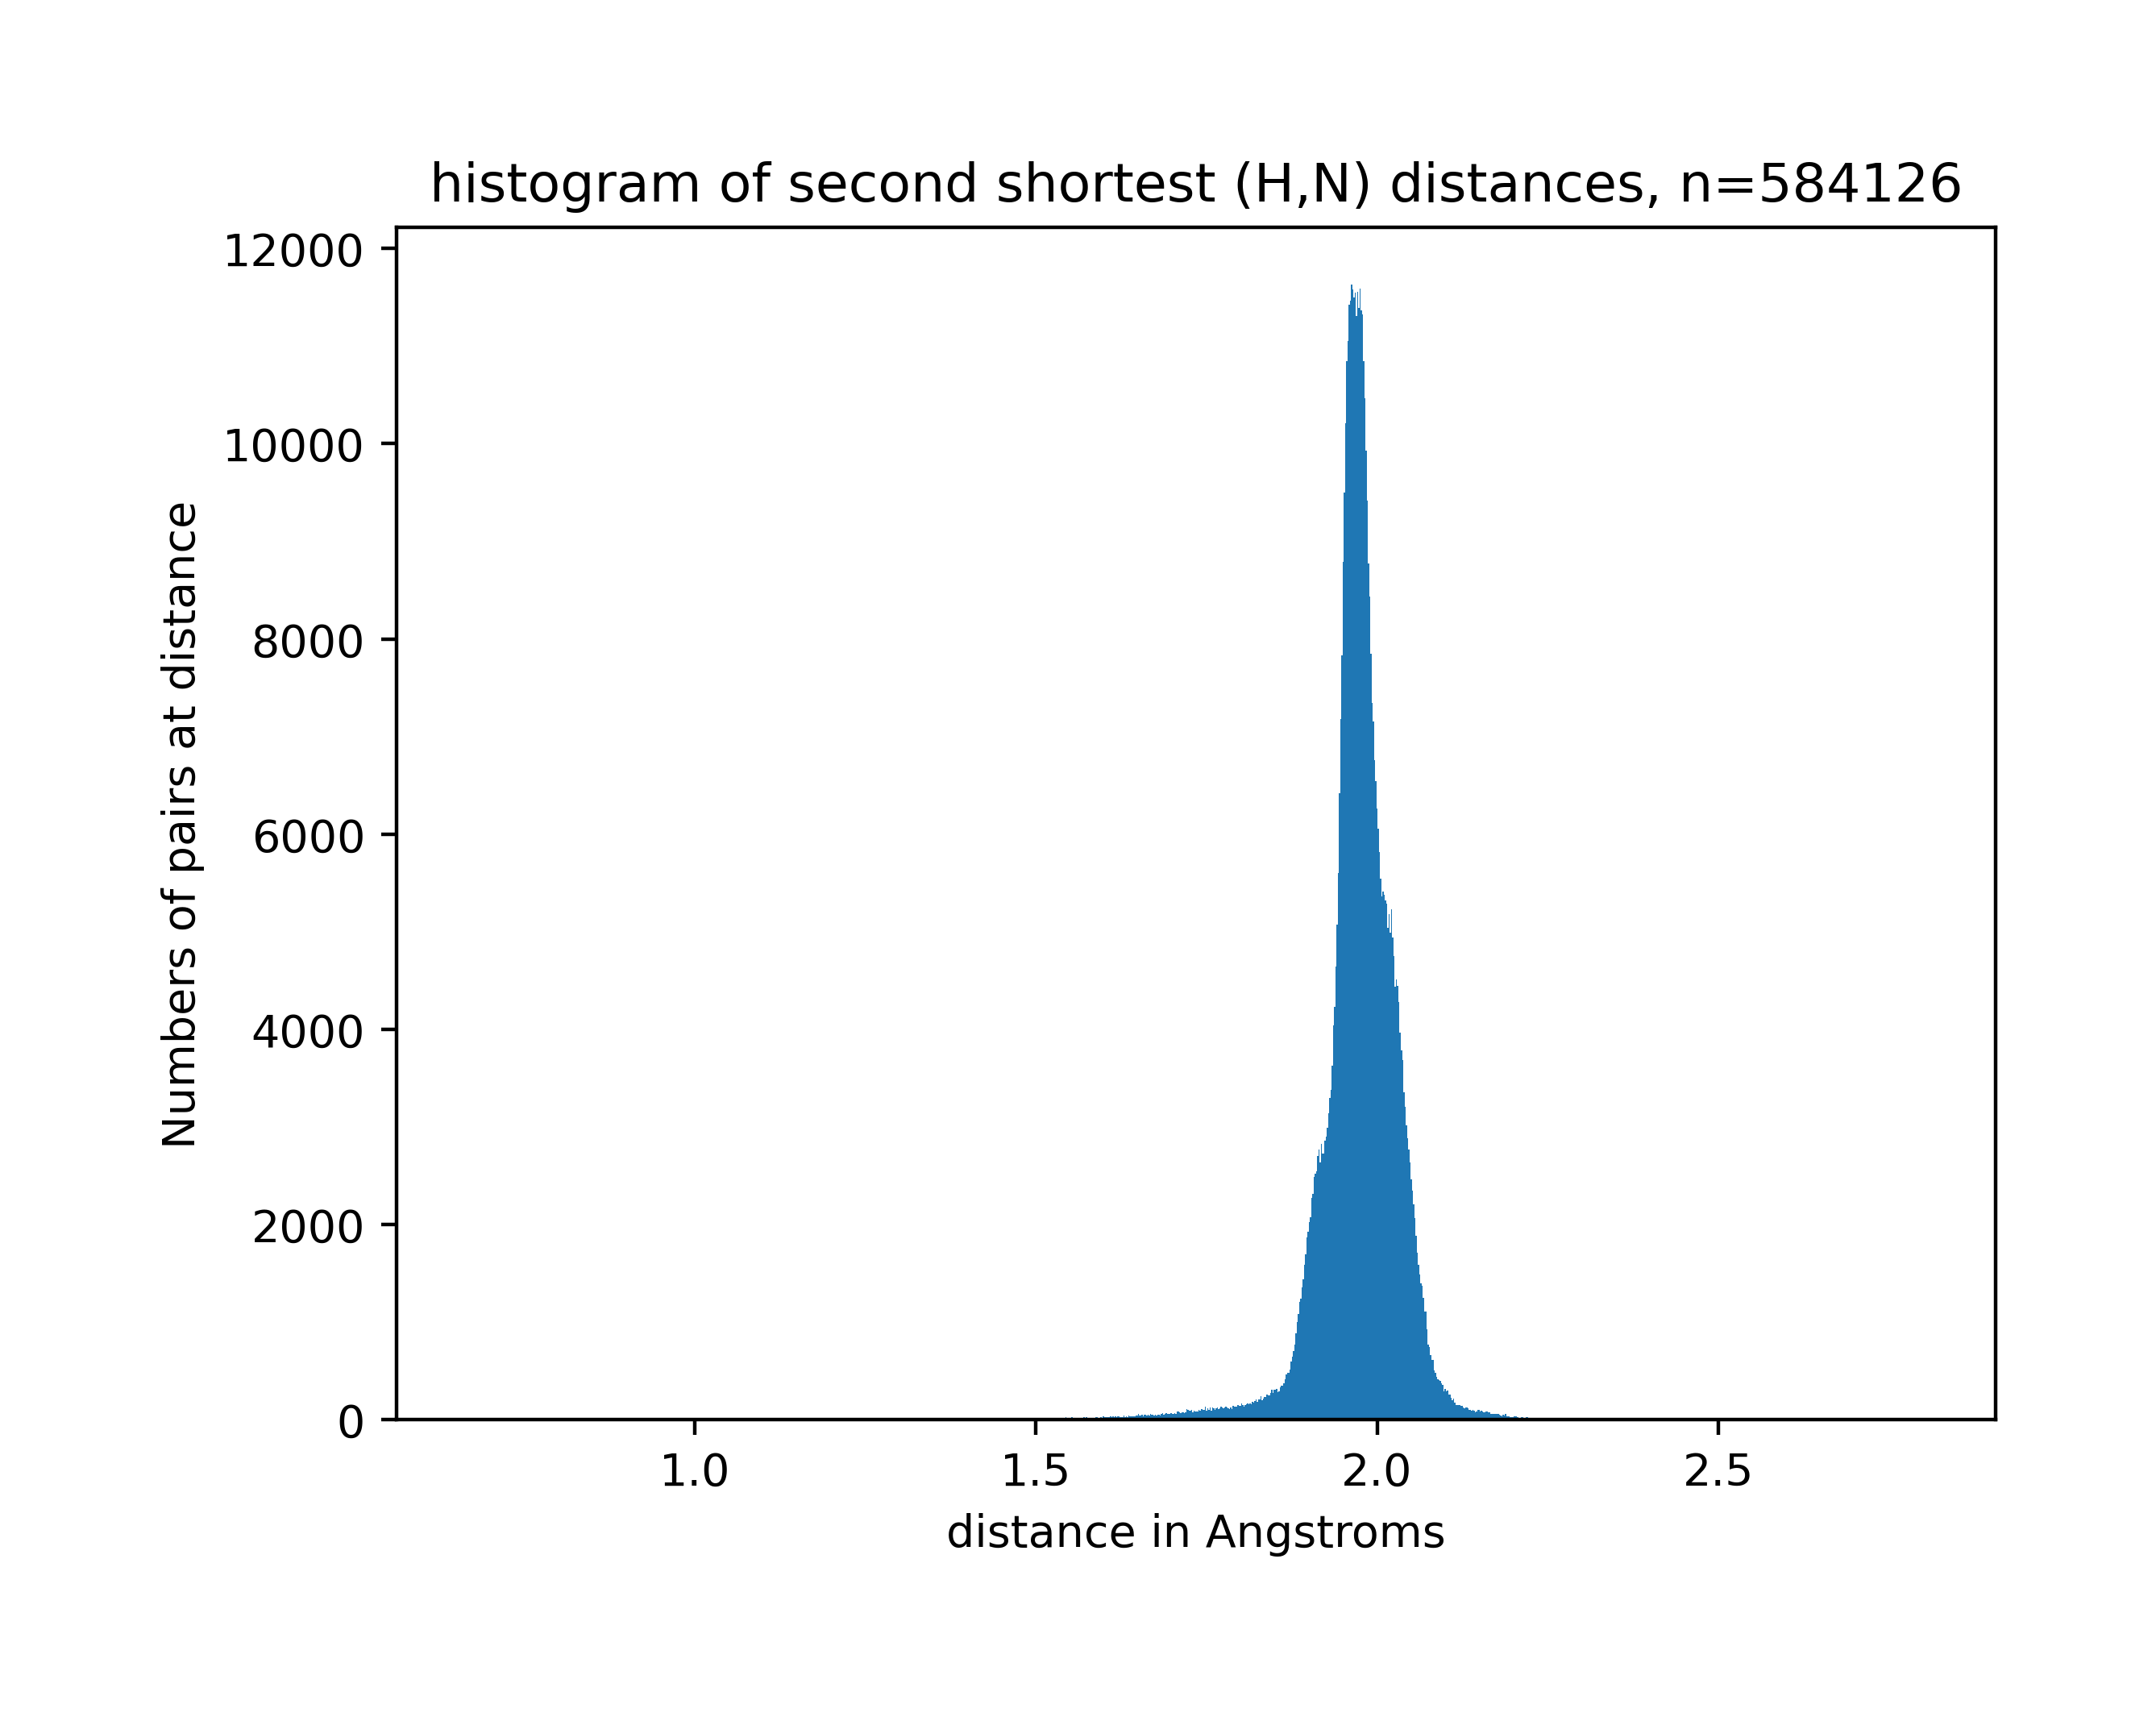 histogram of second shortest (H,N) distances, n=584126
12000
10000
8000
6000
4000
2000
0
Numbers of pairs at distance
1.0 1.5 2.0 2.5
distance in Angstroms